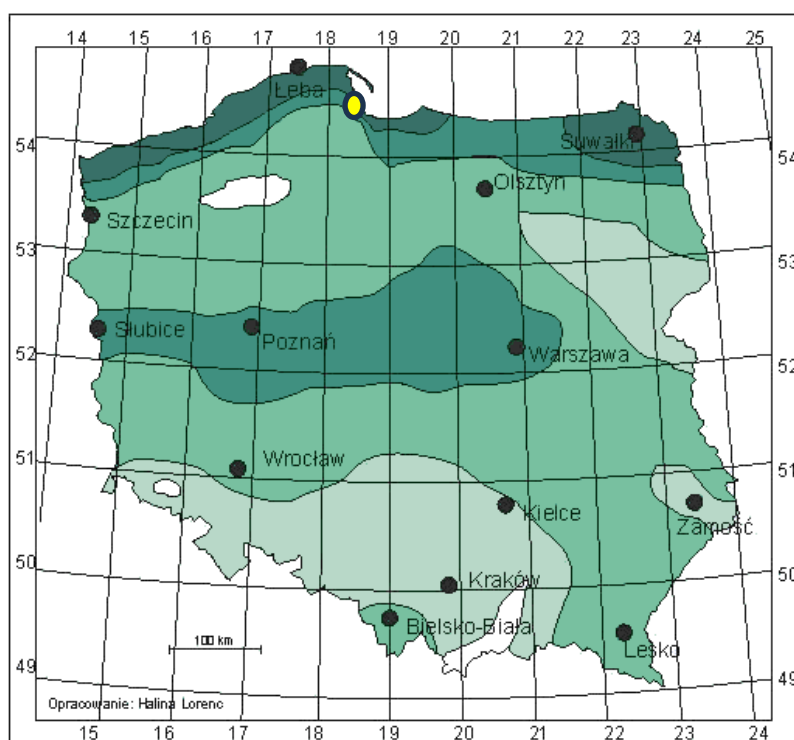 14 15 16 17 18 19 20 21 22 23 24 25
Łeba
54
Suwałki
54
Olsztyn
Szczecin
53
53
Słubice
Poznań
Warszawa
52
52
Wrocław
51
51
Kielce
Zamość
50
Kraków
50
Bielsko-Biała
100 km
Lesko
49
49
Opracowanie: Halina Lorenc
15 16 17 18 19 20 21 22 23 24